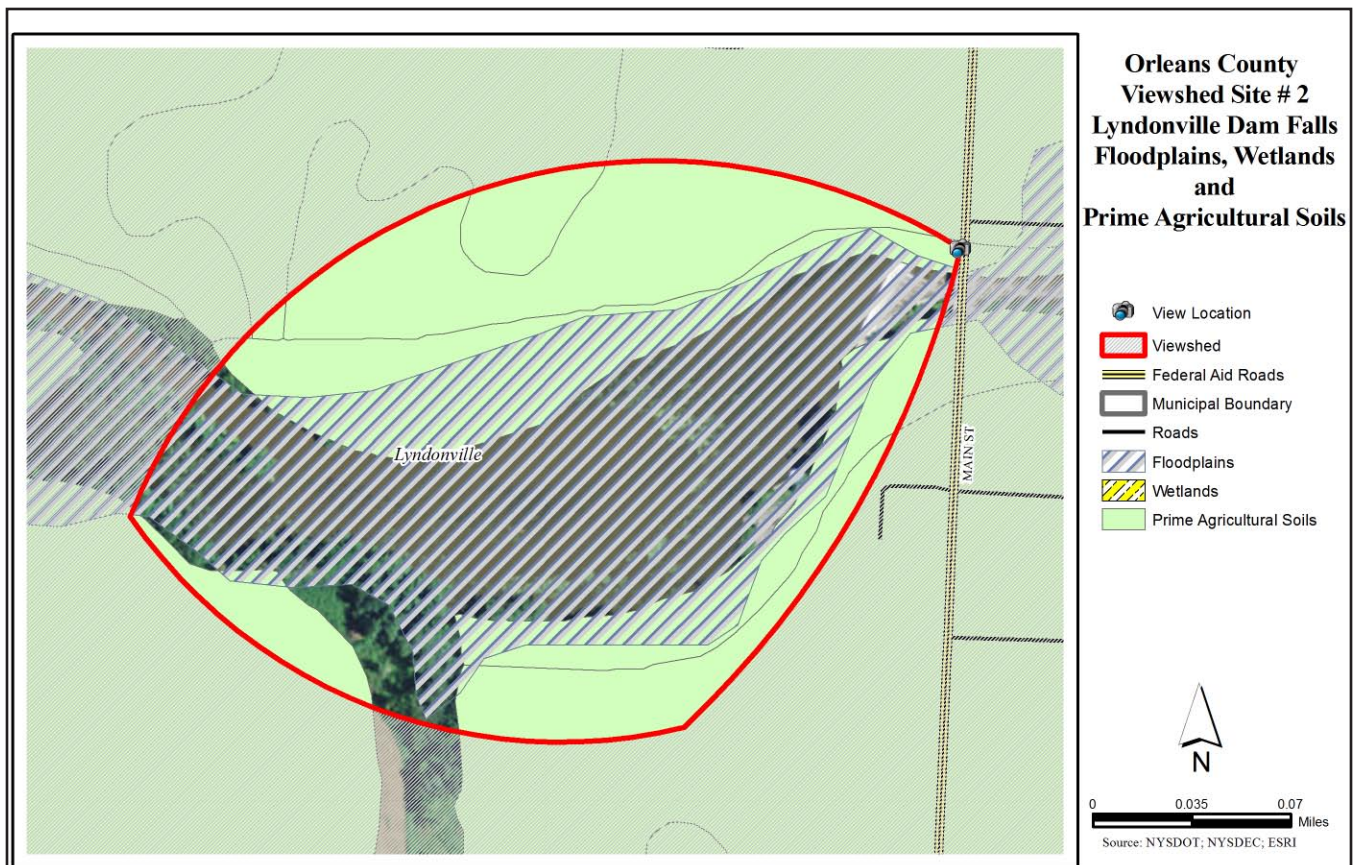 Orleans County
Viewshed Site # 2
Lyndonville Dam Falls
Floodplains, Wetlands
and
Prime Agricultural Soils
View Location
Viewshed
Federal Aid Roads
Municipal Boundary
Roads
Floodplains
Wetlands
Prime Agricultural Soils
Lyndonville
MAIN ST
N
0 0.035 0.07
Miles
Source: NYSDOT; NYSDEC; ESRI